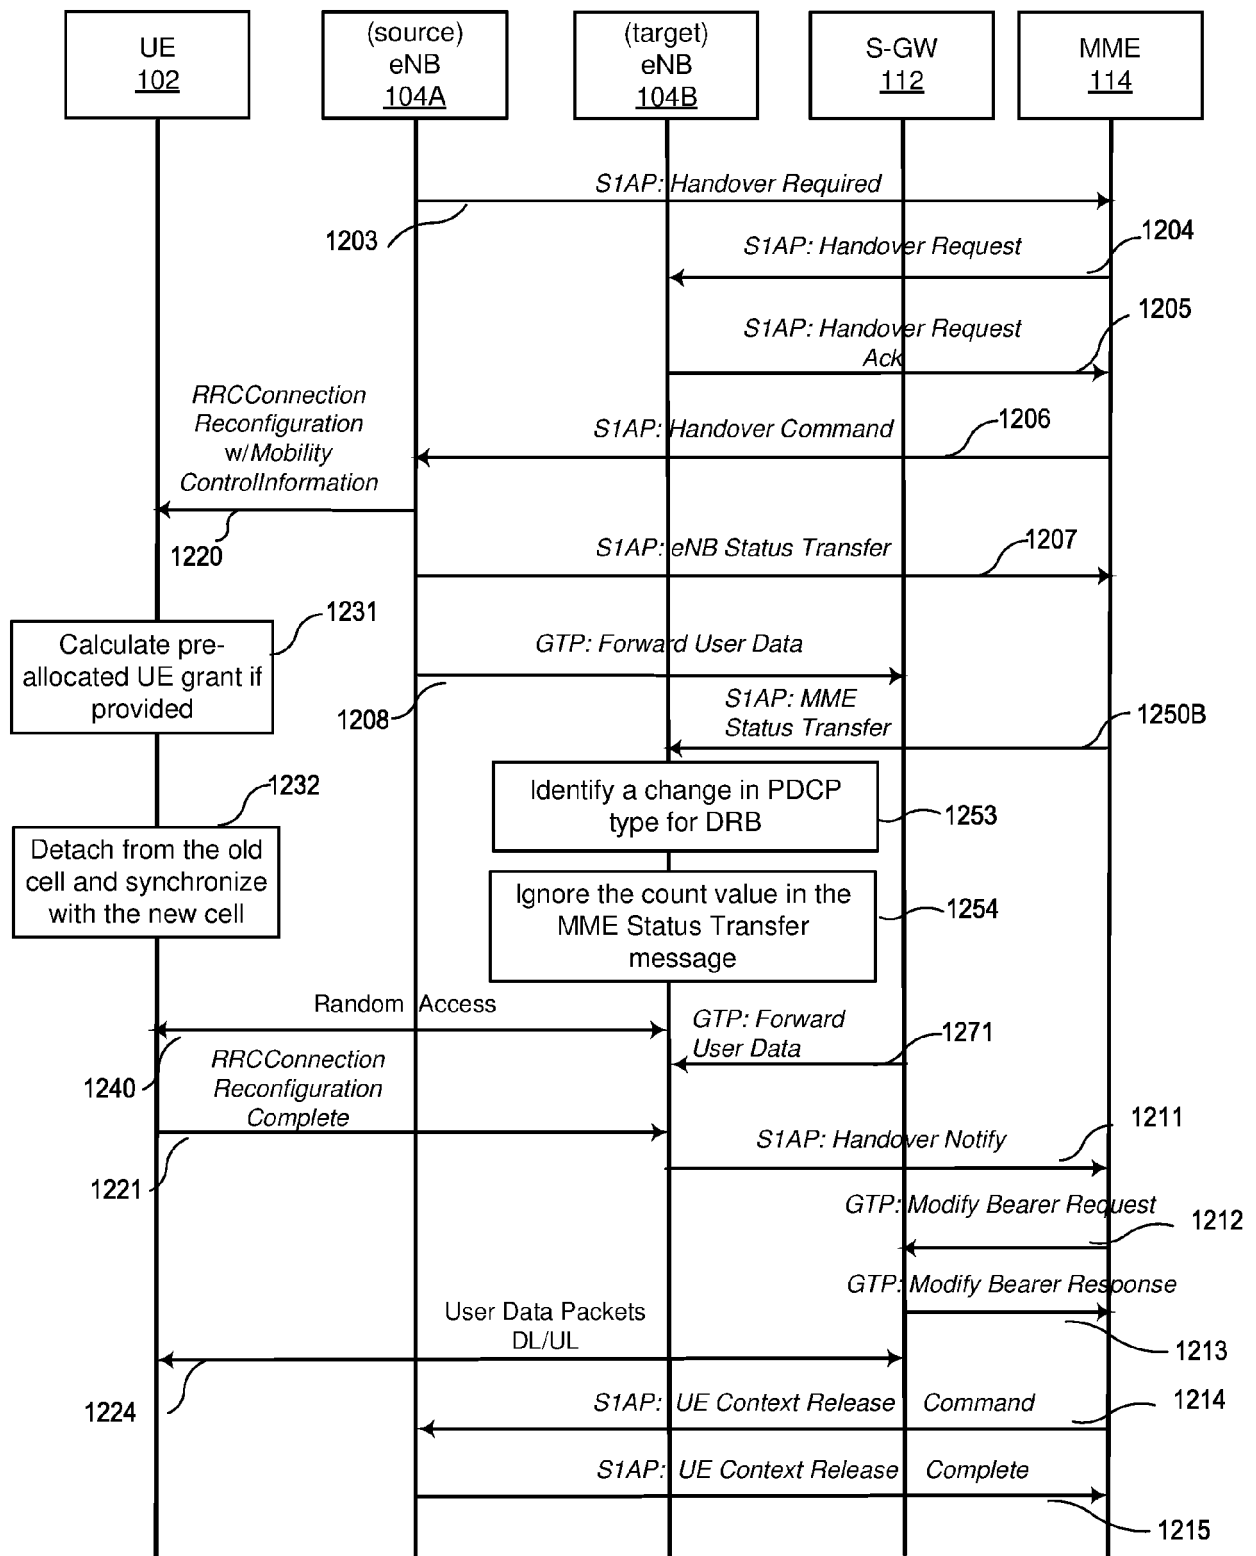 UE
102
(source)
eNB
104A
(target)
eNB
104B
S-GW
112
MME
114
S1AP: Handover Required
1203
S1AP: Handover Request
1204
S1AP: Handover Request
Ack
1205
RRCConnection
Reconfiguration
w/Mobility
ControlInformation
1220
S1AP: Handover Command
1206
S1AP: eNB Status Transfer
1207
Calculate pre-
allocated UE grant if
provided
1231
GTP: Forward User Data
1208
S1AP: MME
Status Transfer
1250B
Identify a change in PDCP
type for DRB
1253
1232
Detach from the old
cell and synchronize
with the new cell
Ignore the count value in the
MME Status Transfer
message
1254
Random Access
1240
GTP: Forward
User Data
1271
RRCConnection
Reconfiguration
Complete
1221
S1AP: Handover Notify
1211
GTP: Modify Bearer Request
1212
GTP: Modify Bearer Response
1213
User Data Packets
DL/UL
1224
S1AP: UE Context Release Command
1214
S1AP: UE Context Release Complete
1215